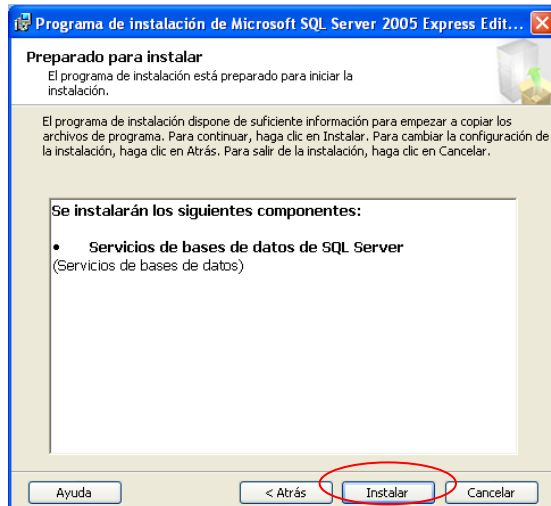 Programa de instalación de Microsoft SQL Server 2005 Express Edit...
Preparado para instalar
El programa de instalación está preparado para iniciar la
instalación.
El programa de instalación dispone de suficiente información para empezar a copiar los
archivos de programa. Para continuar, haga clic en Instalar. Para cambiar la configuración de
la instalación, haga clic en Atrás. Para salir de la instalación, haga clic en Cancelar.
Se instalarán los siguientes componentes:
• Servicios de bases de datos de SQL Server
(Servicios de bases de datos)
Ayuda < Atrás Instalar Cancelar